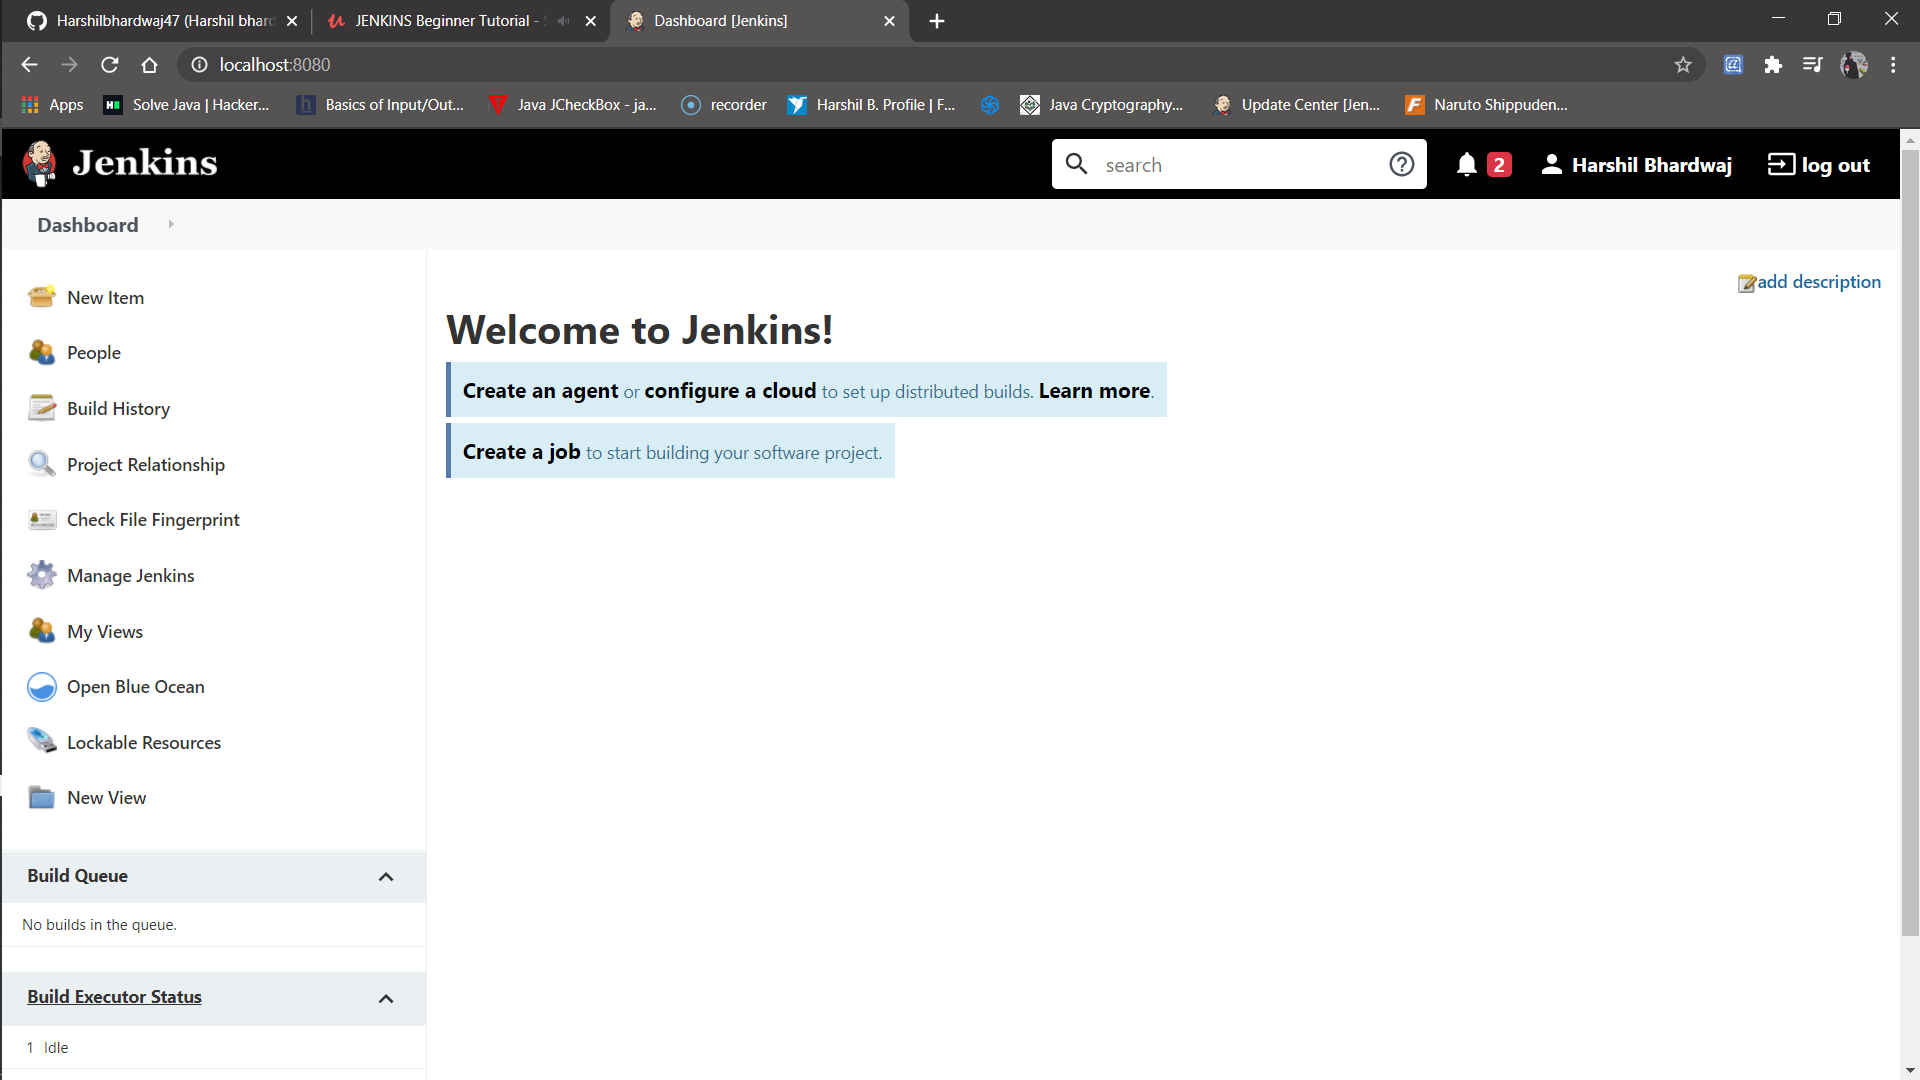 Harshilbhardwaj47 (Harshil bhard
JENKINS Beginner Tutorial -
Dashboard [Jenkins]
localhost:8080
Apps
Solve Java | Hacker...
Basics of Input/Out...
Java JCheckBox - ja...
recorder
Harshil B. Profile | F...
Java Cryptography...
Update Center [Jen...
Naruto Shippuden...
Jenkins
search
2
Harshil Bhardwaj
log out
Dashboard
add description
New Item
People
Build History
Project Relationship
Check File Fingerprint
Manage Jenkins
My Views
Open Blue Ocean
Lockable Resources
New View
Welcome to Jenkins!
Create an agent or configure a cloud to set up distributed builds. Learn more.
Create a job to start building your software project.
Build Queue
No builds in the queue.
Build Executor Status
1 Idle